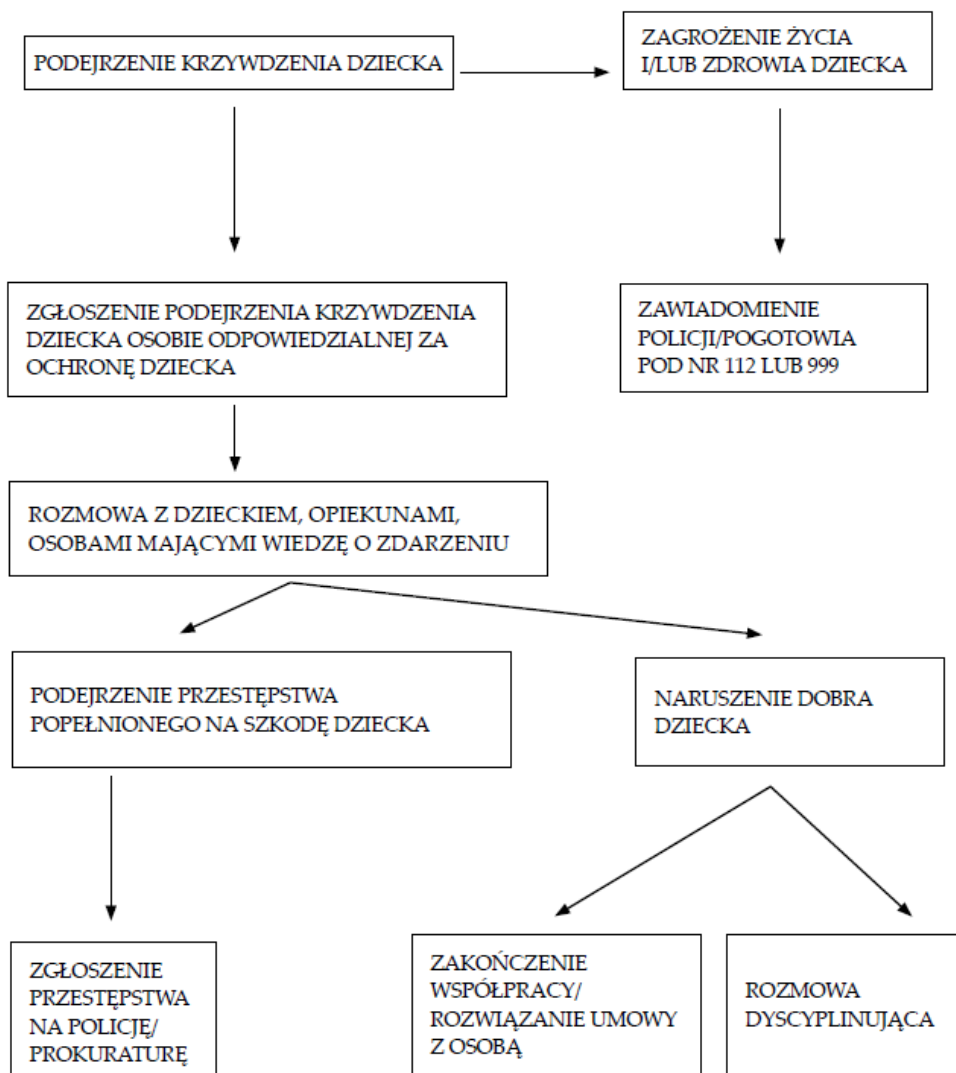 PODEJRZENIE KRZYWDZENIA DZIECKA
ZAGROŻENIE ŻYCIA
I/LUB ZDROWIA DZIECKA
ZGŁOSZENIE PODEJRZENIA KRZYWDZENIA
DZIECKA OSOBIE ODPOWIEDZIALNEJ ZA
OCHRONĘ DZIECKA
ZAWIADOMIENIE
POLICJI/POGOTOWIA
POD NR 112 LUB 999
ROZMOWA Z DZIECKIEM, OPIEKUNAMI,
OSOBAMI MAJĄCYMI WIEDZĘ O ZDARZENIU
PODEJRZENIE PRZESTĘPSTWA
POPEŁNIONEGO NA SZKODĘ DZIECKA
NARUSZENIE DOBRA
DZIECKA
ZGŁOSZENIE
PRZESTĘPSTWA
NA POLICJĘ/
PROKURATURĘ
ZAKOŃCZENIE
WSPÓŁPRACY/
ROZWIĄZANIE UMOWY
Z OSOBĄ
ROZMOWA
DYSCYPLINUJĄCA